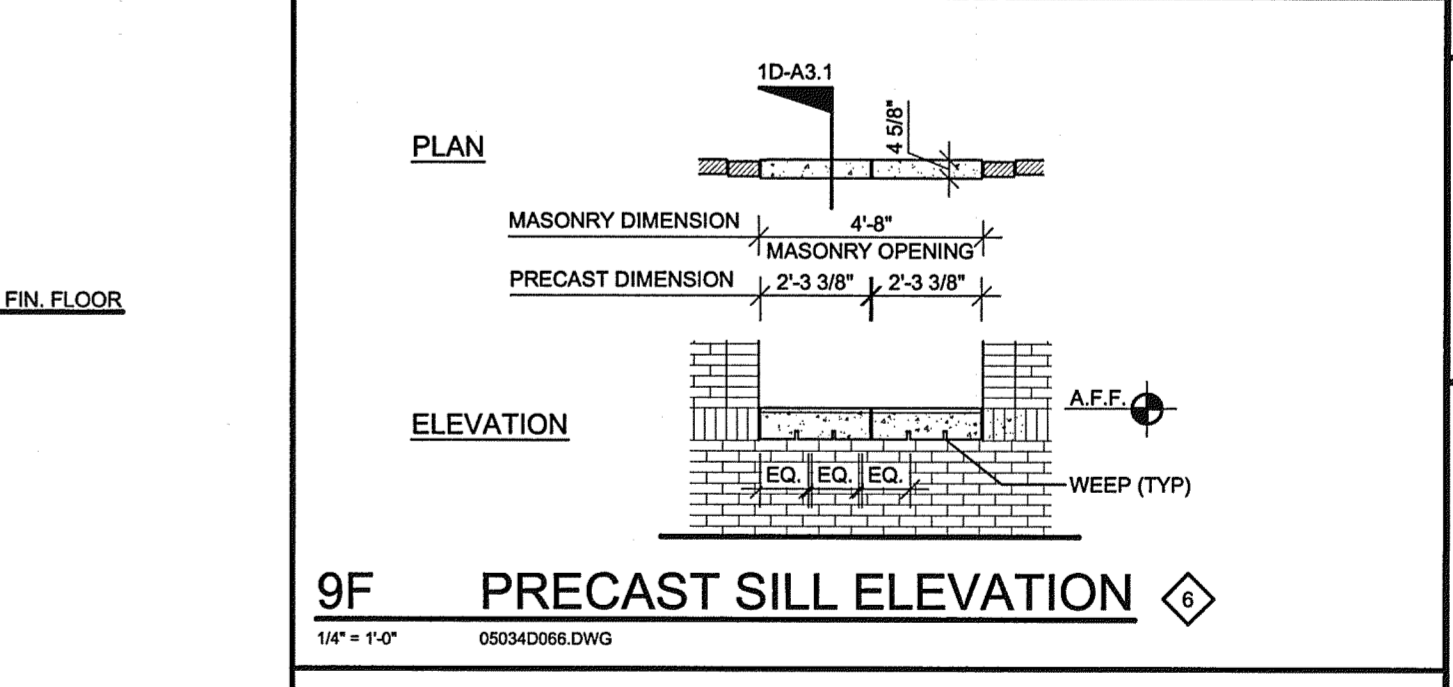 1D-A3.1
4 5/8"
PLAN
MASONRY DIMENSION 4'-8"
MASONRY OPENING
PRECAST DIMENSION 2'-3 3/8" 2'-3 3/8"
FIN. FLOOR
A.F.F.
ELEVATION
EQ. EQ. EQ.
WEEP (TYP)
9F PRECAST SILL ELEVATION 6
1/4" = 1'-0" 05034D066.DWG